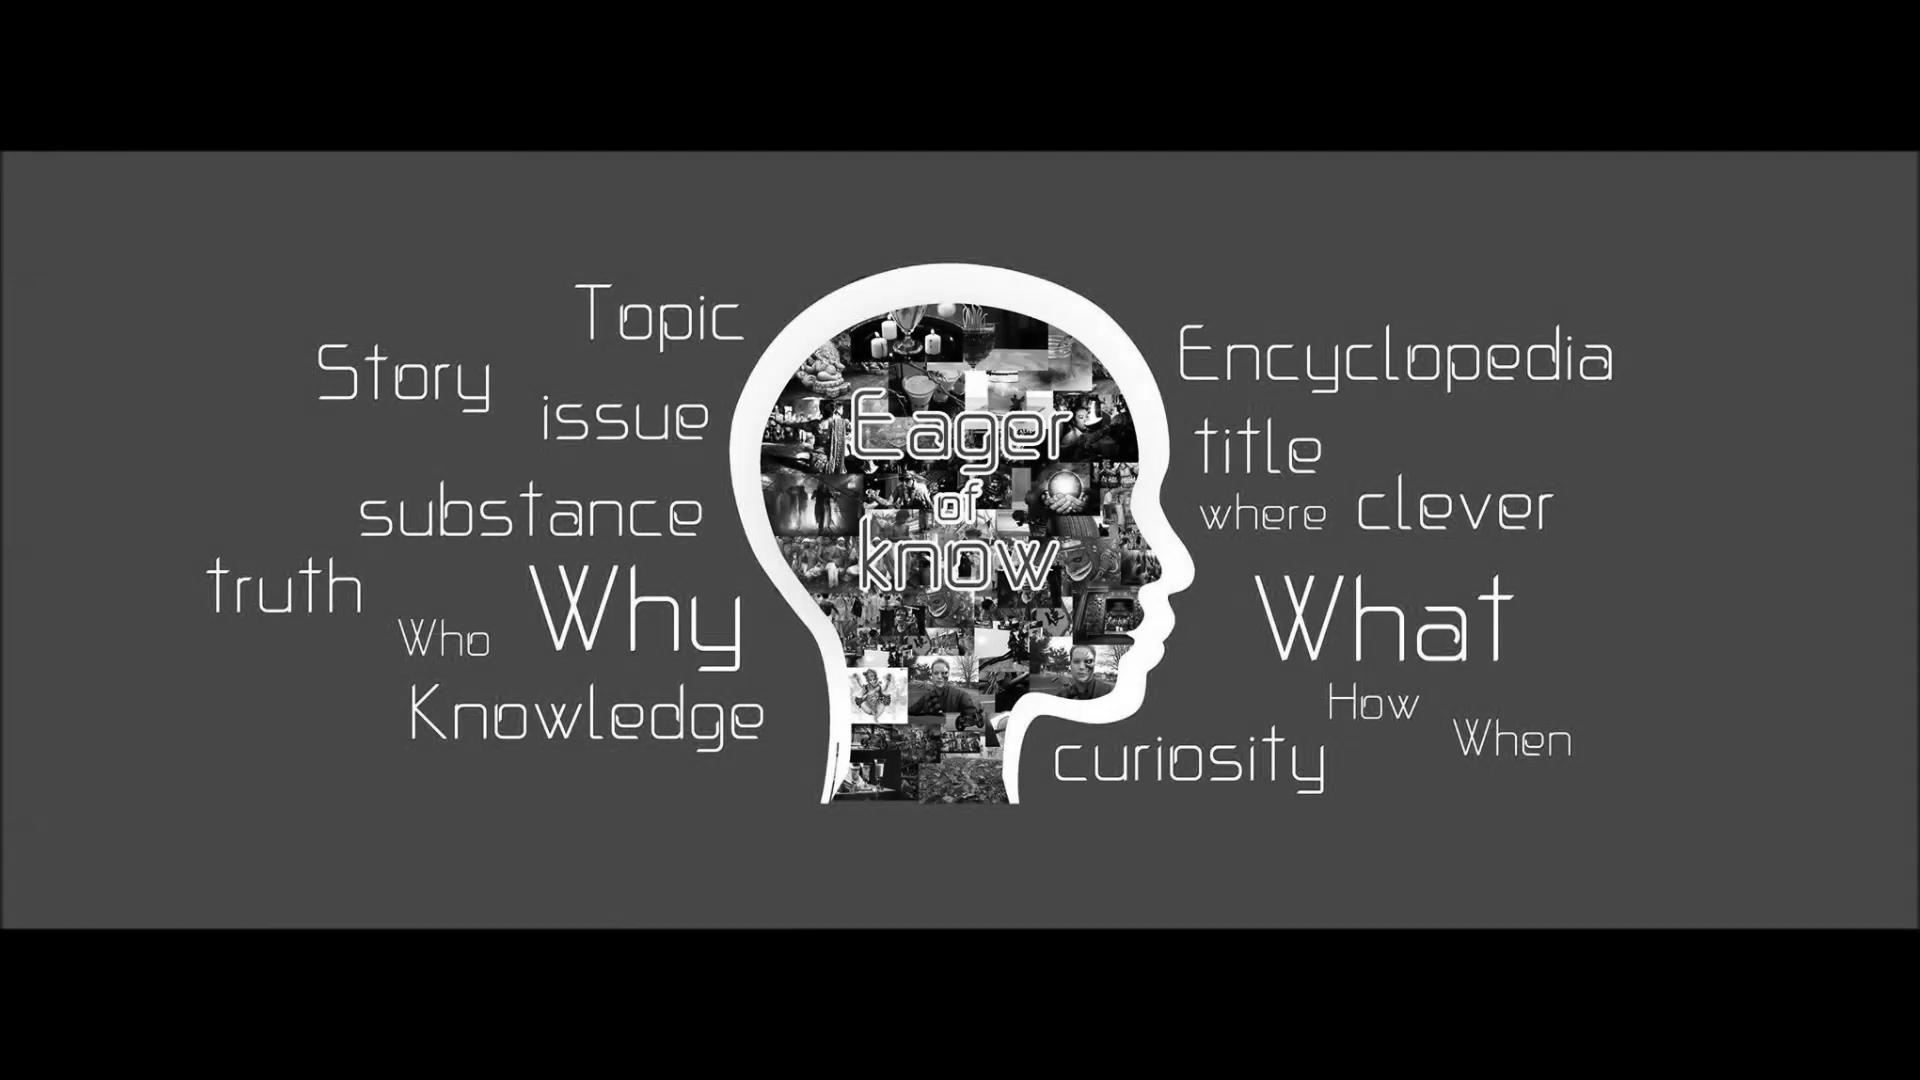 Topic
Story
issue
substance
truth
Who
Why
Knowledge
Eager
of
know
Encyclopedia
title
where
clever
What
How
When
curiosity